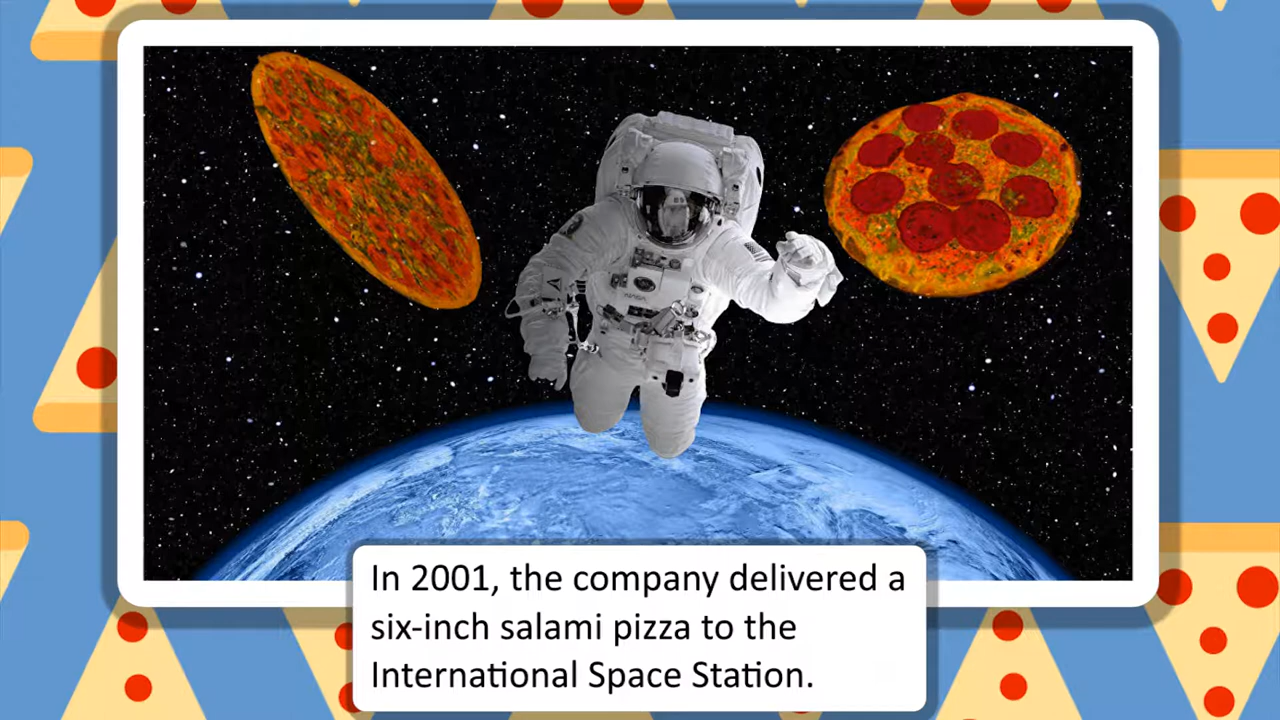 In 2001, the company delivered a
six-inch salami pizza to the
International Space Station.